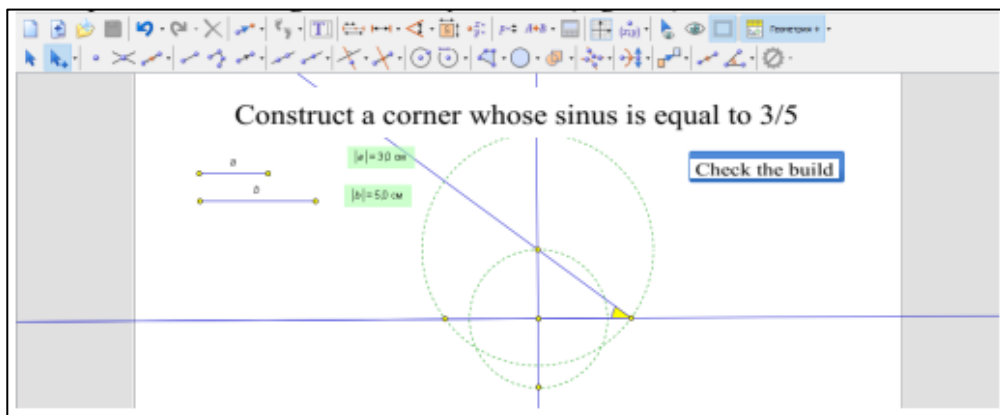 Construct a corner whose sinus is equal to 3/5
a
|a|=3,0 см
Check the build
b
|b|=5,0 см